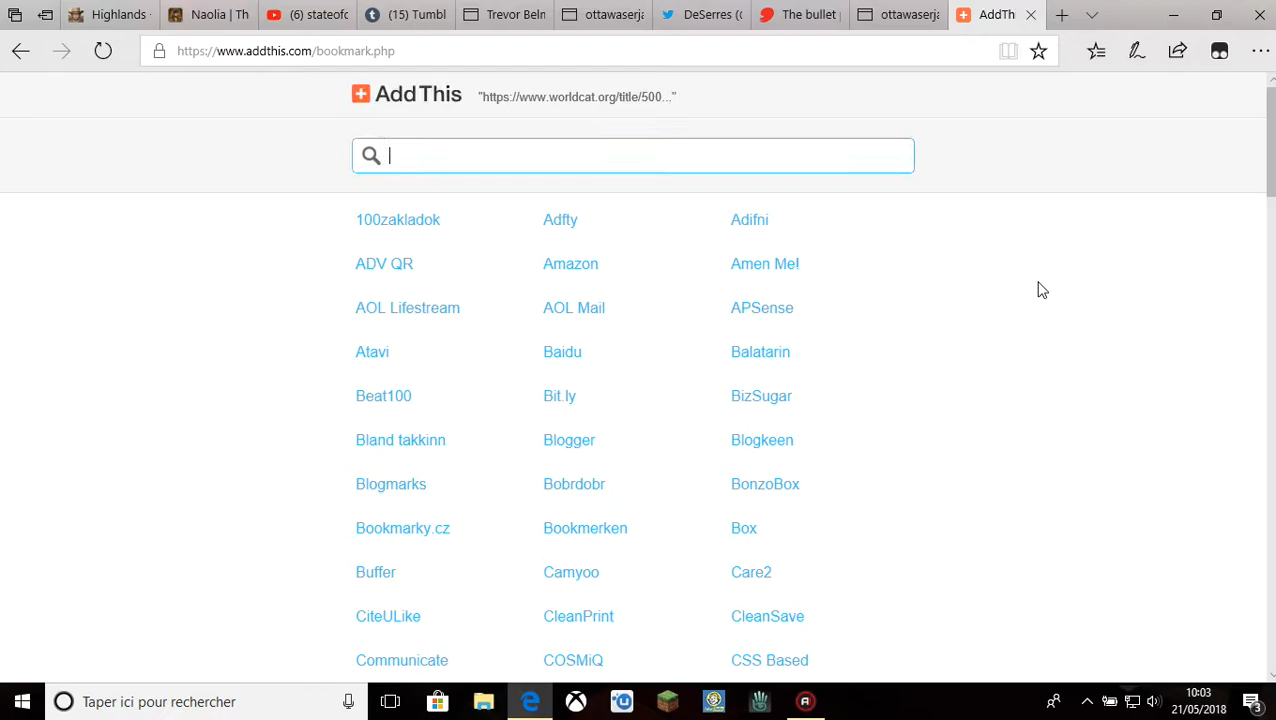 Highlands
Naolia | Th
(6) stateofc
(1) Tumbl
Trevor Beln
ottawaserja
DeSerres (C
The bullet j
ottawaserja
AddTh
https://www.addthis.com/bookmark.php
AddThis "https://www.worldcat.org/title/500..."
100zakladok Adfty Adifni
ADV QR Amazon Amen Me!
AOL Lifestream AOL Mail APSense
Atavi Baidu Balatarin
Beat100 Bit.ly BizSugar
Bland takkinn Blogger Blogkeen
Blogmarks Bobrdobr BonzoBox
Bookmarky.cz Bookmerken Box
Buffer Camyoo Care2
CiteULike CleanPrint CleanSave
Communicate COSMiQ CSS Based
Taper ici pour rechercher
10:03
21/05/2018
3